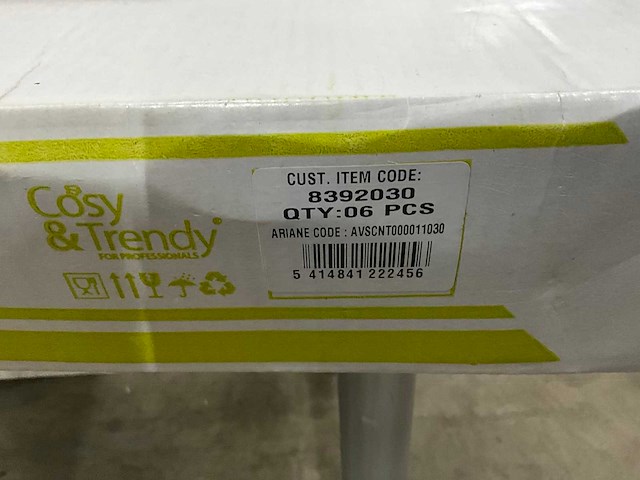 Cosy
& Trendy®
FOR PROFESSIONALS
CUST. ITEM CODE:
8392030
QTY:06 PCS
ARIANE CODE : AVSCNT000011030
5 414841 222456